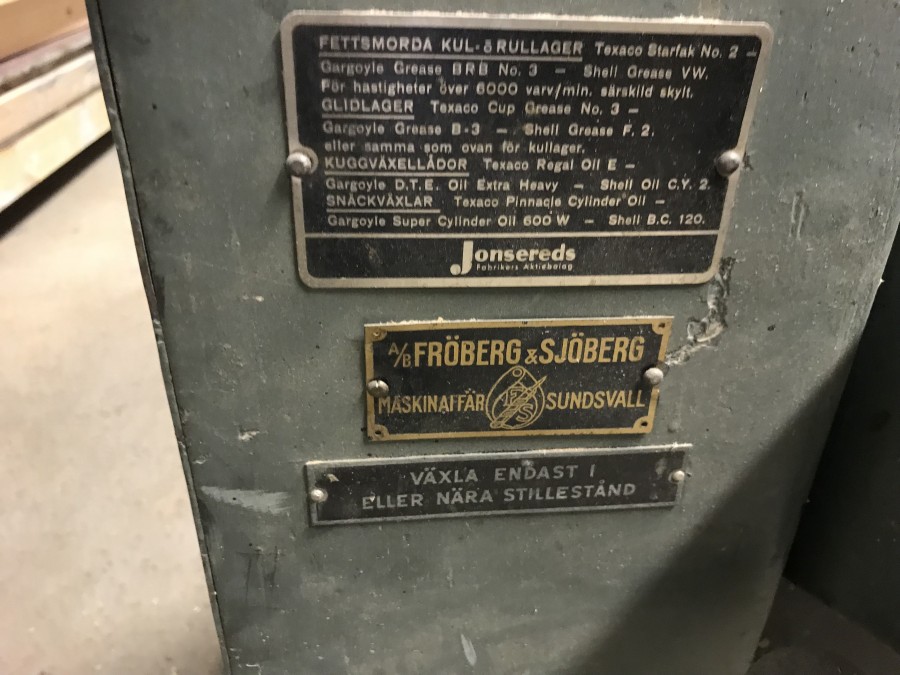 FETTSMORDA KUL- & RULLAGER Texaco Starfak No. 2 –
Gargoyle Grease BRB No. 3 – Shell Grease VW.
För hastigheter över 6000 varv/min. särskild skylt.
GLIDLAGER Texaco Cup Grease No. 3 –
Gargoyle Grease B-3 – Shell Grease F. 2.
eller samma som ovan för kullager.
KUGGVÄXELLÅDOR Texaco Regal Oil E –
Gargoyle D.T.E. Oil Extra Heavy – Shell Oil C.Y. 2.
SNÄCKVÄXLAR Texaco Pinnacle Cylinder Oil –
Gargoyle Super Cylinder Oil 600 W – Shell B.C. 120.
Jonsereds
Fabrikers Aktiebolag
A/B FRÖBERG & SJÖBERG
MASKINAFFÄR FS SUNDSVALL
VÄXLA ENDAST I
ELLER NÄRA STILLESTÅND